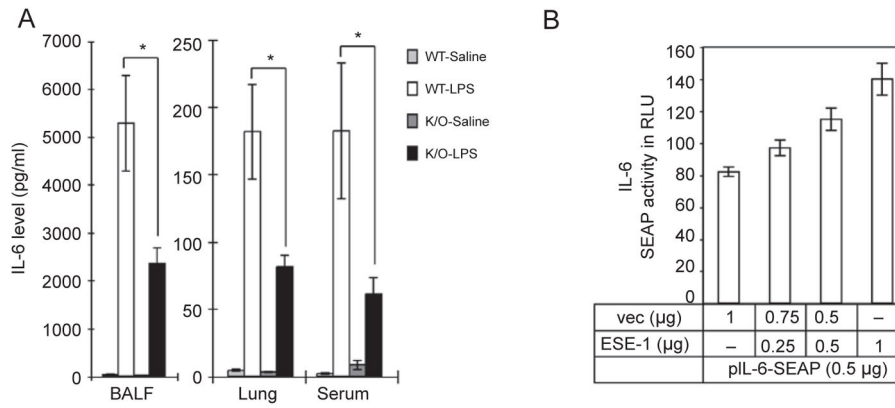 A
IL-6 level (pg/ml)
7000
6000
5000
4000
3000
2000
1000
0
*
BALF
250
200
150
100
50
0
*
*
Lung
Serum
WT-Saline
WT-LPS
K/O-Saline
K/O-LPS
B
IL-6
SEAP activity in RLU
160
140
120
100
80
60
40
20
0
vec (µg) 1 0.75 0.5 –
ESE-1 (µg) – 0.25 0.5 1
pIL-6-SEAP (0.5 µg)